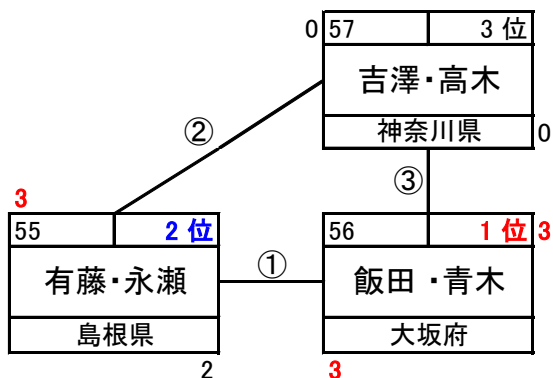 0 57 3 位
吉澤・高木
神奈川県 0
②
③
3
55 2 位
有藤・永瀬
島根県
2
①
56 1 位 3
飯田 ・青木
大坂府
3